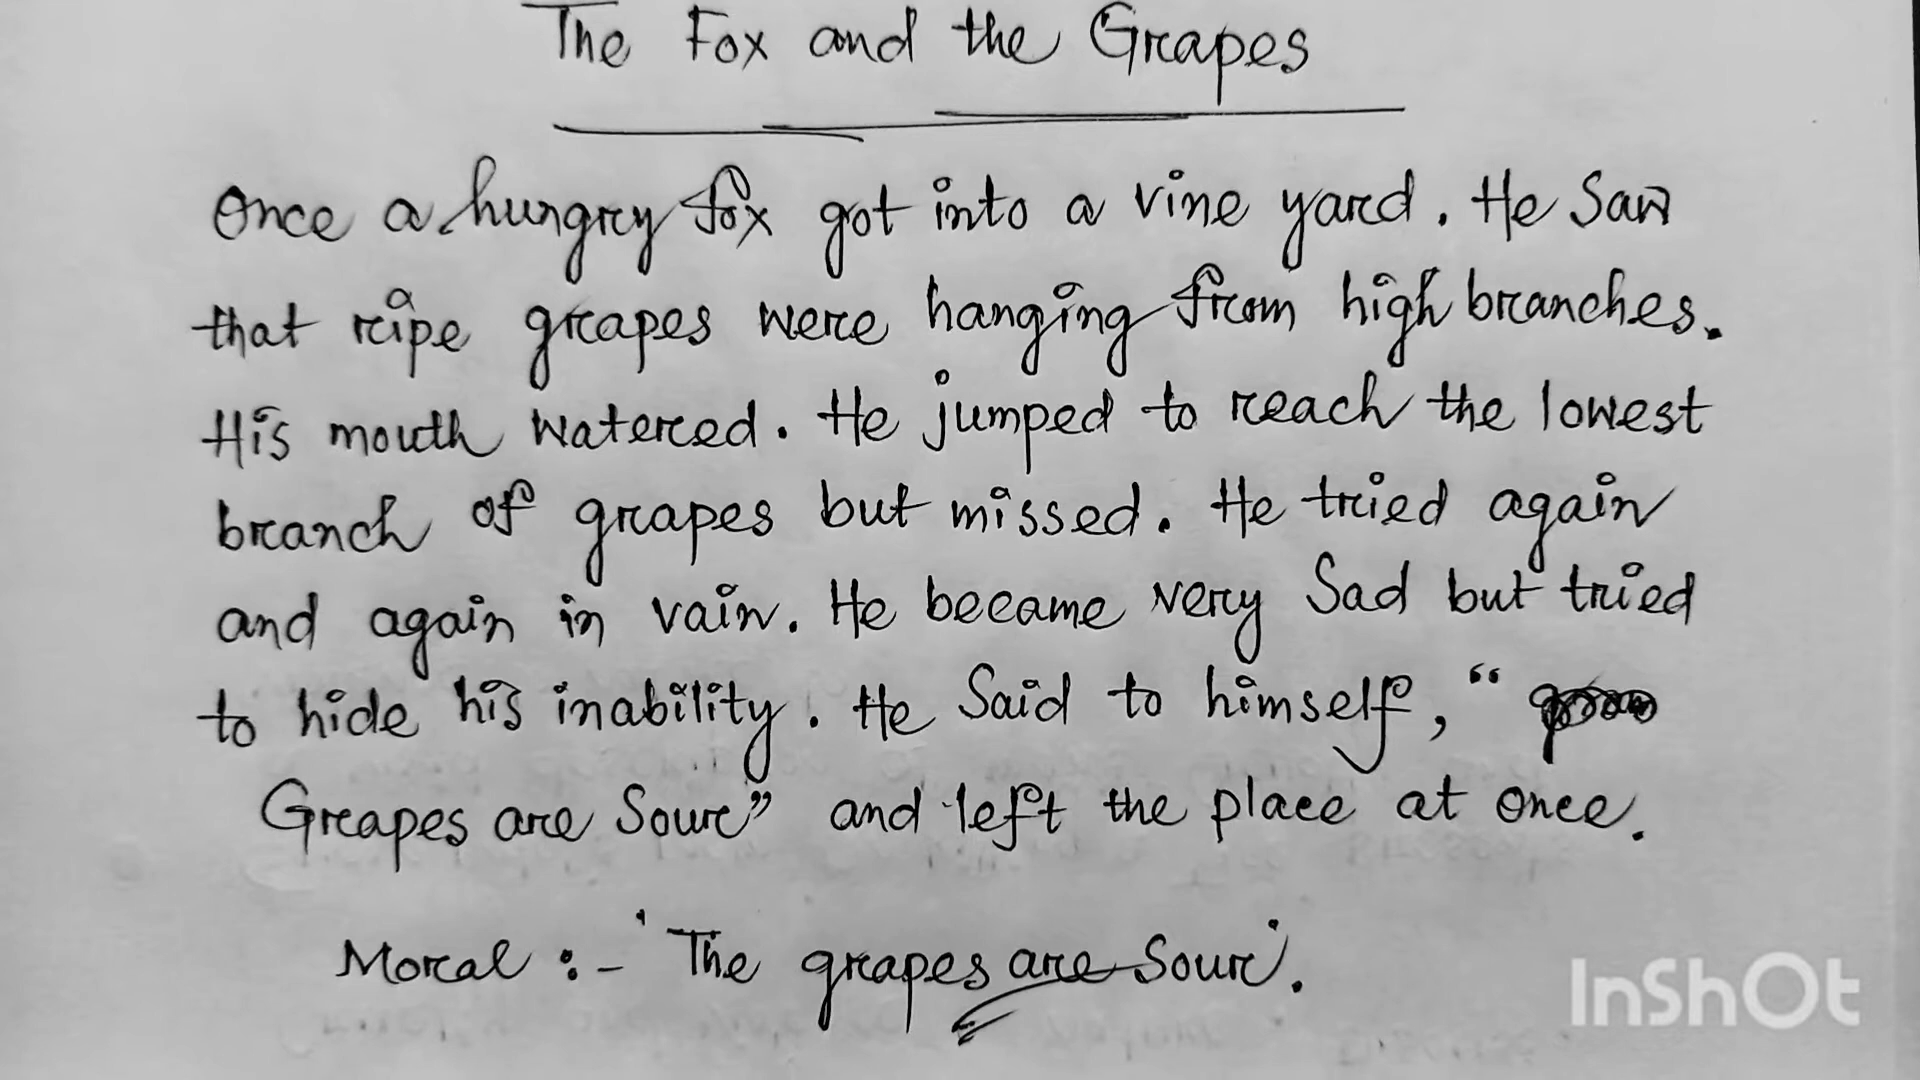 The Fox and the Grapes
Once a hungry fox got into a vine yard. He Saw
that ripe grapes were hanging from high branches.
His mouth watered. He jumped to reach the lowest
branch of grapes but missed. He tried again
and again in vain. He became very Sad but tried
to hide his inability. He Said to himself, "
Grapes are Sour" and left the place at once.
Moral :- 'The grapes are Sour'.
InShOt